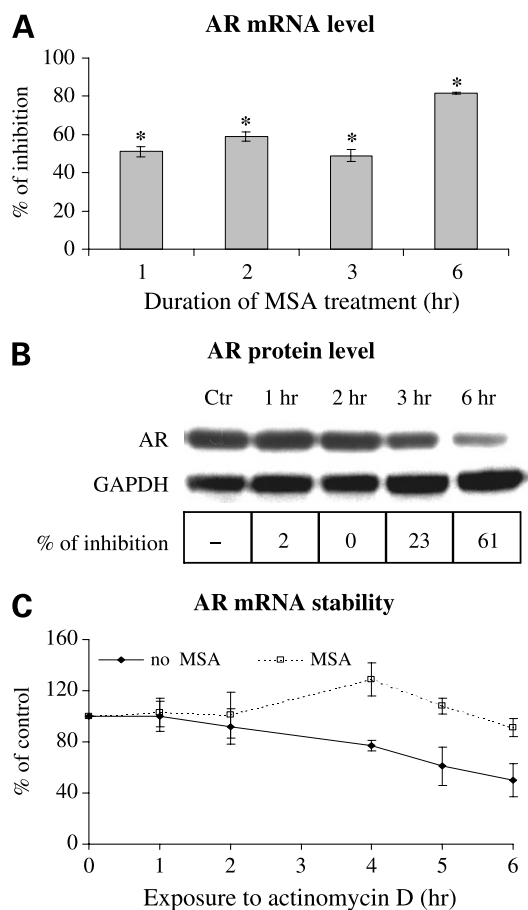 A
AR mRNA level
100
80
60
40
20
0
% of inhibition
* * * *
1 2 3 6
Duration of MSA treatment (hr)
B
AR protein level
Ctr 1 hr 2 hr 3 hr 6 hr
AR
GAPDH
% of inhibition – 2 0 23 61
C
AR mRNA stability
160
120
80
40
0
% of control
no MSA MSA
0 1 2 3 4 5 6
Exposure to actinomycin D (hr)